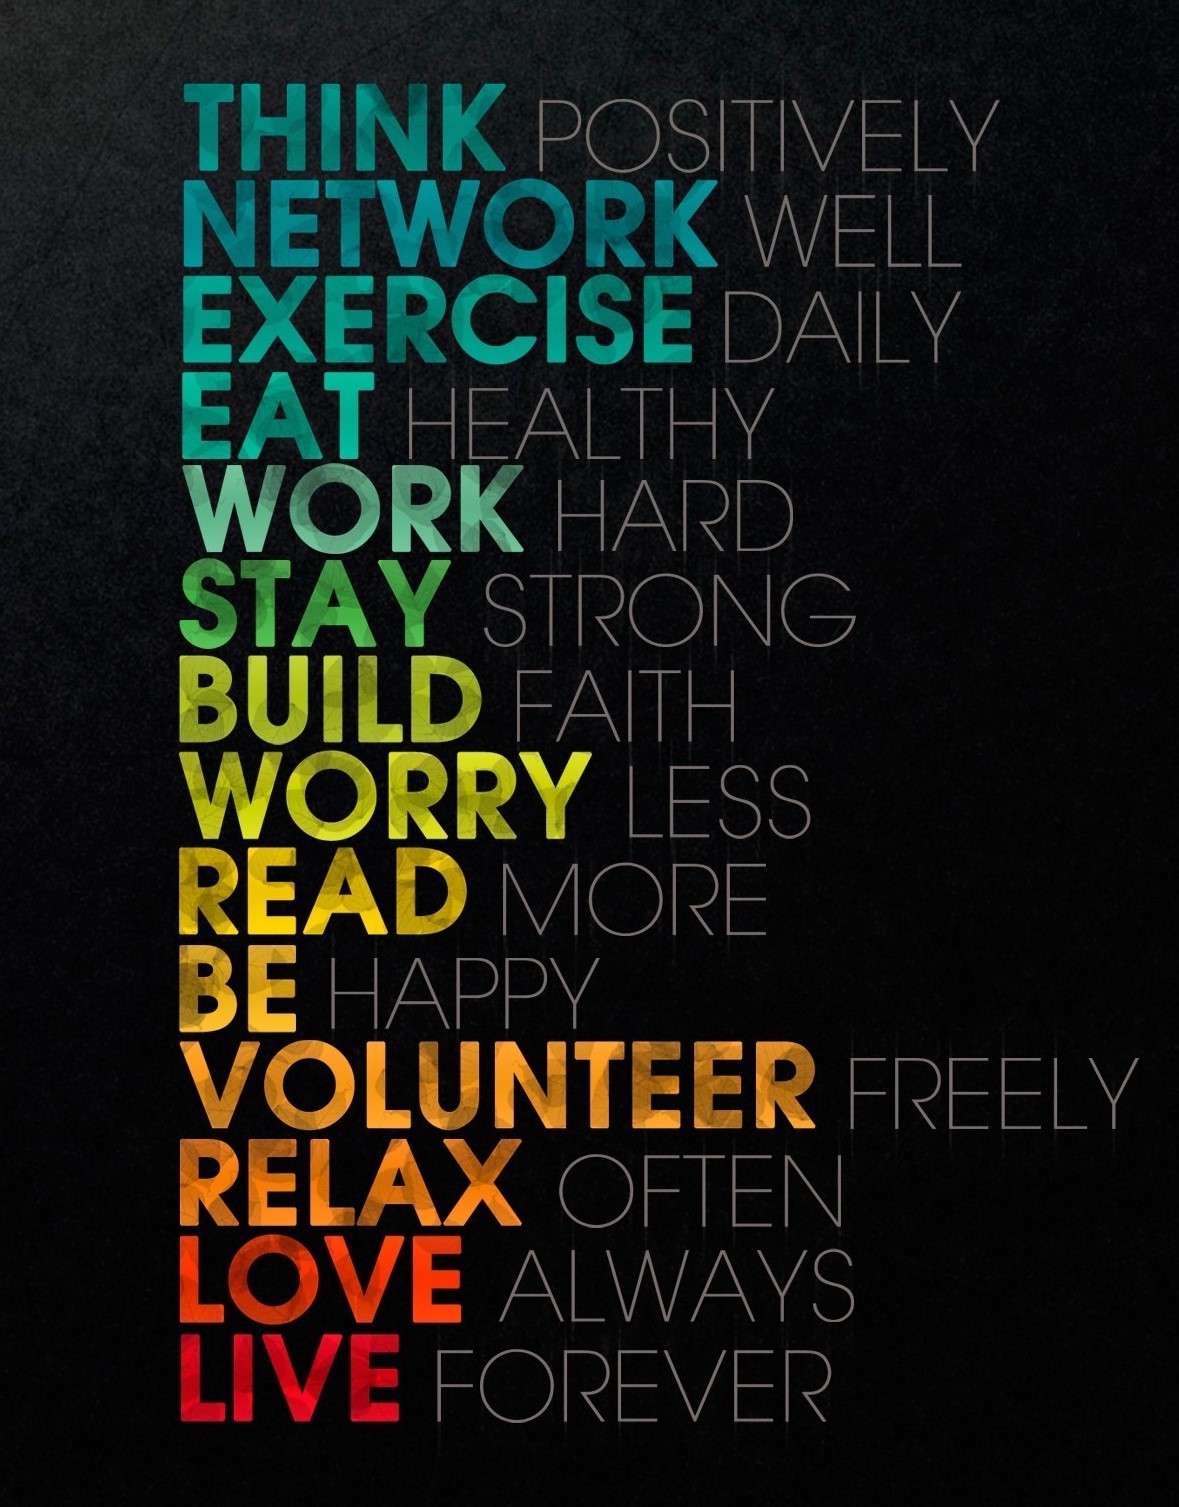 THINK POSITIVELY
NETWORK WELL
EXERCISE DAILY
EAT HEALTHY
WORK HARD
STAY STRONG
BUILD FAITH
WORRY LESS
READ MORE
BE HAPPY
VOLUNTEER FREELY
RELAX OFTEN
LOVE ALWAYS
LIVE FOREVER